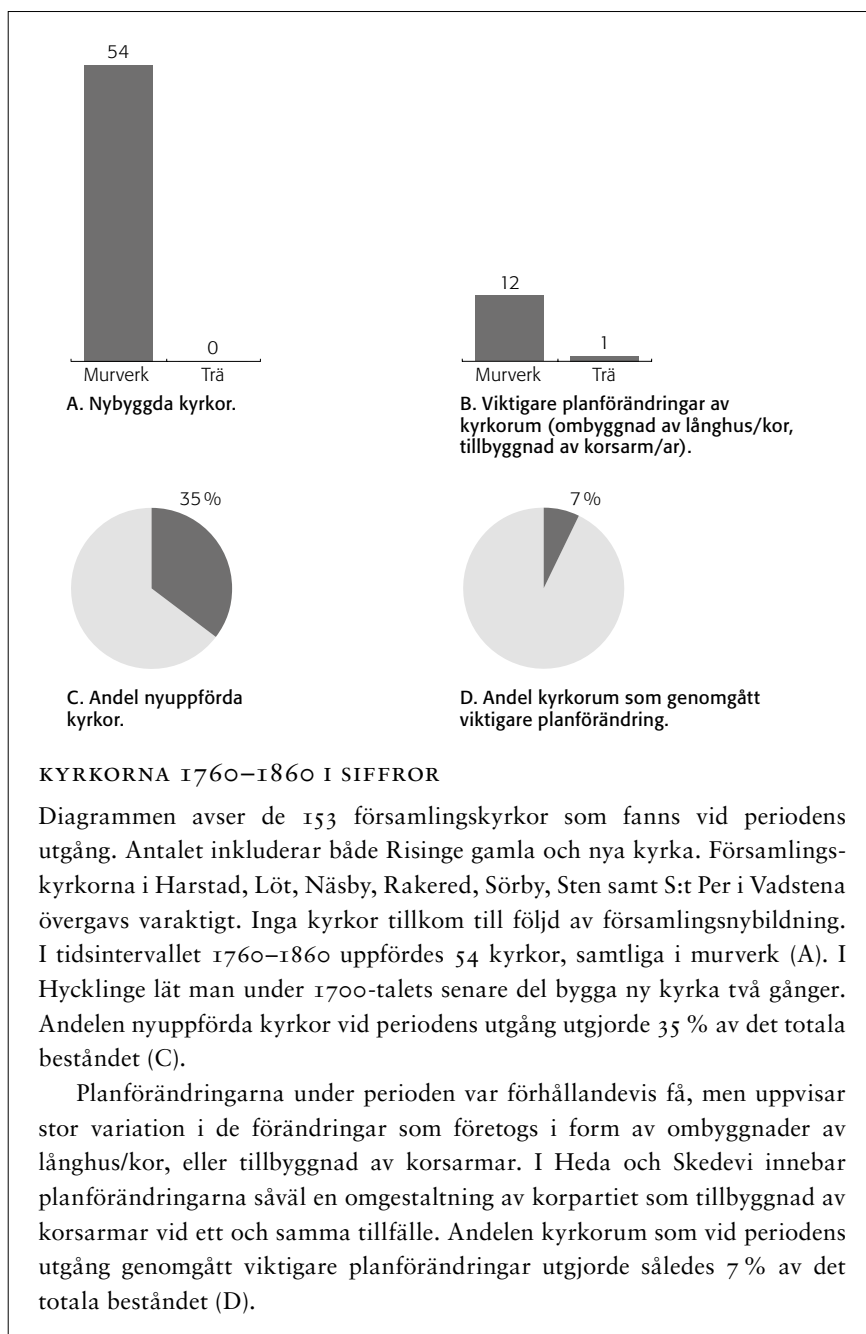 54
0
Murverk Trä
A. Nybyggda kyrkor.
12
1
Murverk Trä
B. Viktigare planförändringar av
kyrkorum (ombyggnad av långhus/kor,
tillbyggnad av korsarm/ar).
35 %
C. Andel nyuppförda
kyrkor.
7 %
D. Andel kyrkorum som genomgått
viktigare planförändring.
KYRKORNA 1760–1860 I SIFFROR
Diagrammen avser de 153 församlingskyrkor som fanns vid periodens
utgång. Antalet inkluderar både Risinge gamla och nya kyrka. Församlings-
kyrkorna i Harstad, Löt, Näsby, Rakered, Sörby, Sten samt S:t Per i Vadstena
övergavs varaktigt. Inga kyrkor tillkom till följd av församlingsnybildning.
I tidsintervallet 1760–1860 uppfördes 54 kyrkor, samtliga i murverk (A). I
Hycklinge lät man under 1700-talets senare del bygga ny kyrka två gånger.
Andelen nyuppförda kyrkor vid periodens utgång utgjorde 35 % av det totala
beståndet (C).
Planförändringarna under perioden var förhållandevis få, men uppvisar
stor variation i de förändringar som företogs i form av ombyggnader av
långhus/kor, eller tillbyggnad av korsarmar. I Heda och Skedevi innebar
planförändringarna såväl en omgestaltning av korpartiet som tillbyggnad av
korsarmar vid ett och samma tillfälle. Andelen kyrkorum som vid periodens
utgång genomgått viktigare planförändringar utgjorde således 7 % av det
totala beståndet (D).